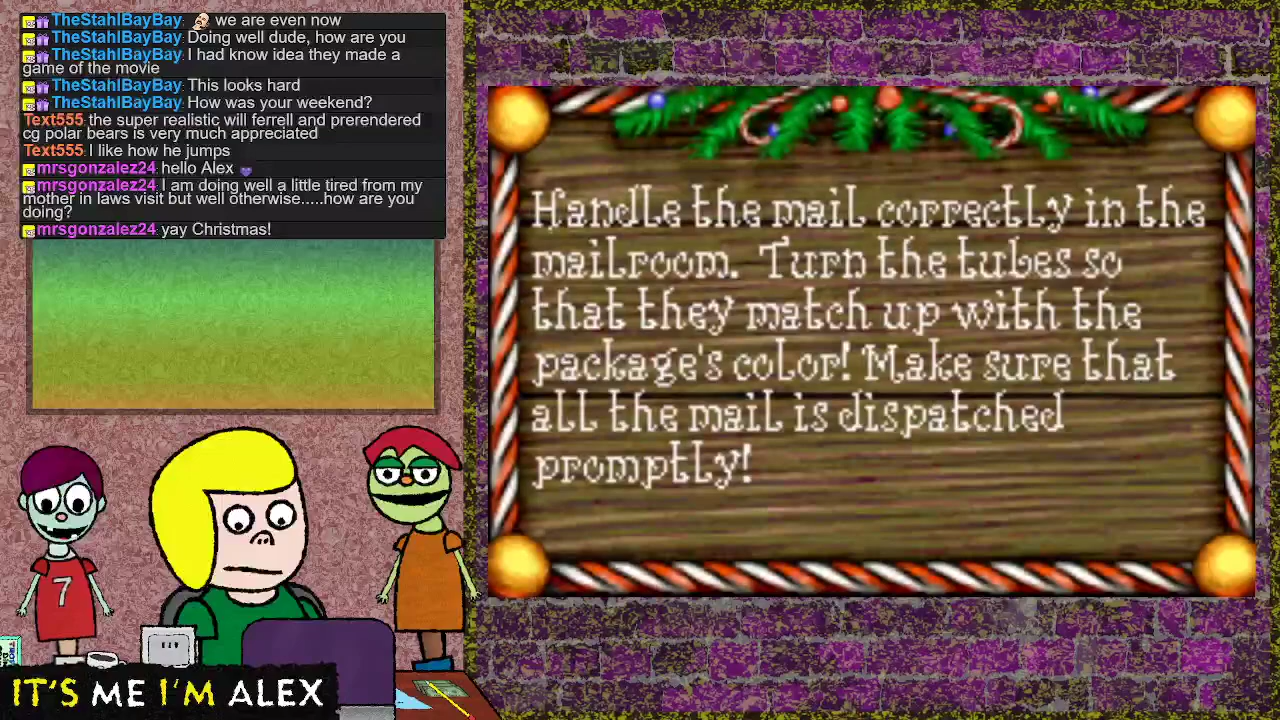 TheStahlBayBay: we are even now
TheStahlBayBay: Doing well dude, how are you
TheStahlBayBay: I had know idea they made a
game of the movie
TheStahlBayBay: This looks hard
TheStahlBayBay: How was your weekend?
Text555 the super realistic will ferrell and prerendered
cg polar bears is very much appreciated
Text555 I like how he jumps
mrsgonzalez24: hello Alex
mrsgonzalez24: I am doing well a little tired from my
mother in laws visit but well otherwise.....how are you
doing?
mrsgonzalez24: yay Christmas!
Handle the mail correctly in the
mailroom. Turn the tubes so
that they match up with the
package's color! Make sure that
all the mail is dispatched
promptly!
7
IT'S ME I'M ALEX